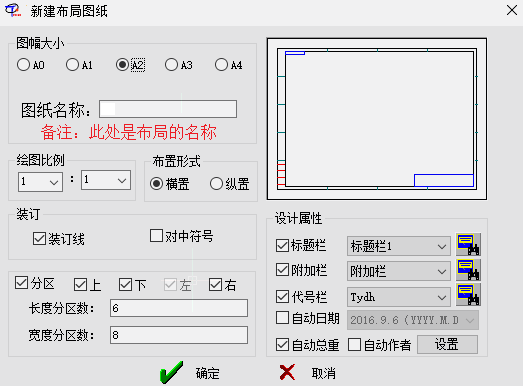 新建布局图纸
图幅大小
A0 A1 A2 A3 A4
图纸名称:
备注: 此处是布局的名称
绘图比例
1 : 1
布置形式
横置 纵置
装订
装订线 对中符号
分区 上 下 左 右
长度分区数: 6
宽度分区数: 8
设计属性
标题栏 标题栏1
附加栏 附加栏
代号栏 Tydh
自动日期 2016.9.6 (YYYY.M.D
自动总重 自动作者 设置
确定 取消